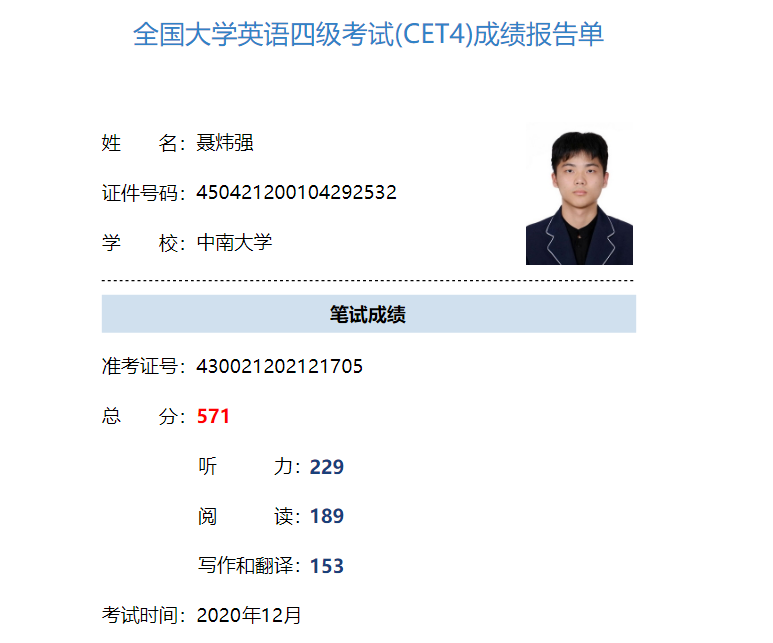 全国大学英语四级考试(CET4)成绩报告单
姓 名：聂炜强
证件号码：450421200104292532
学 校：中南大学
笔试成绩
准考证号：430021202121705
总 分：571
听 力：229
阅 读：189
写作和翻译：153
考试时间：2020年12月